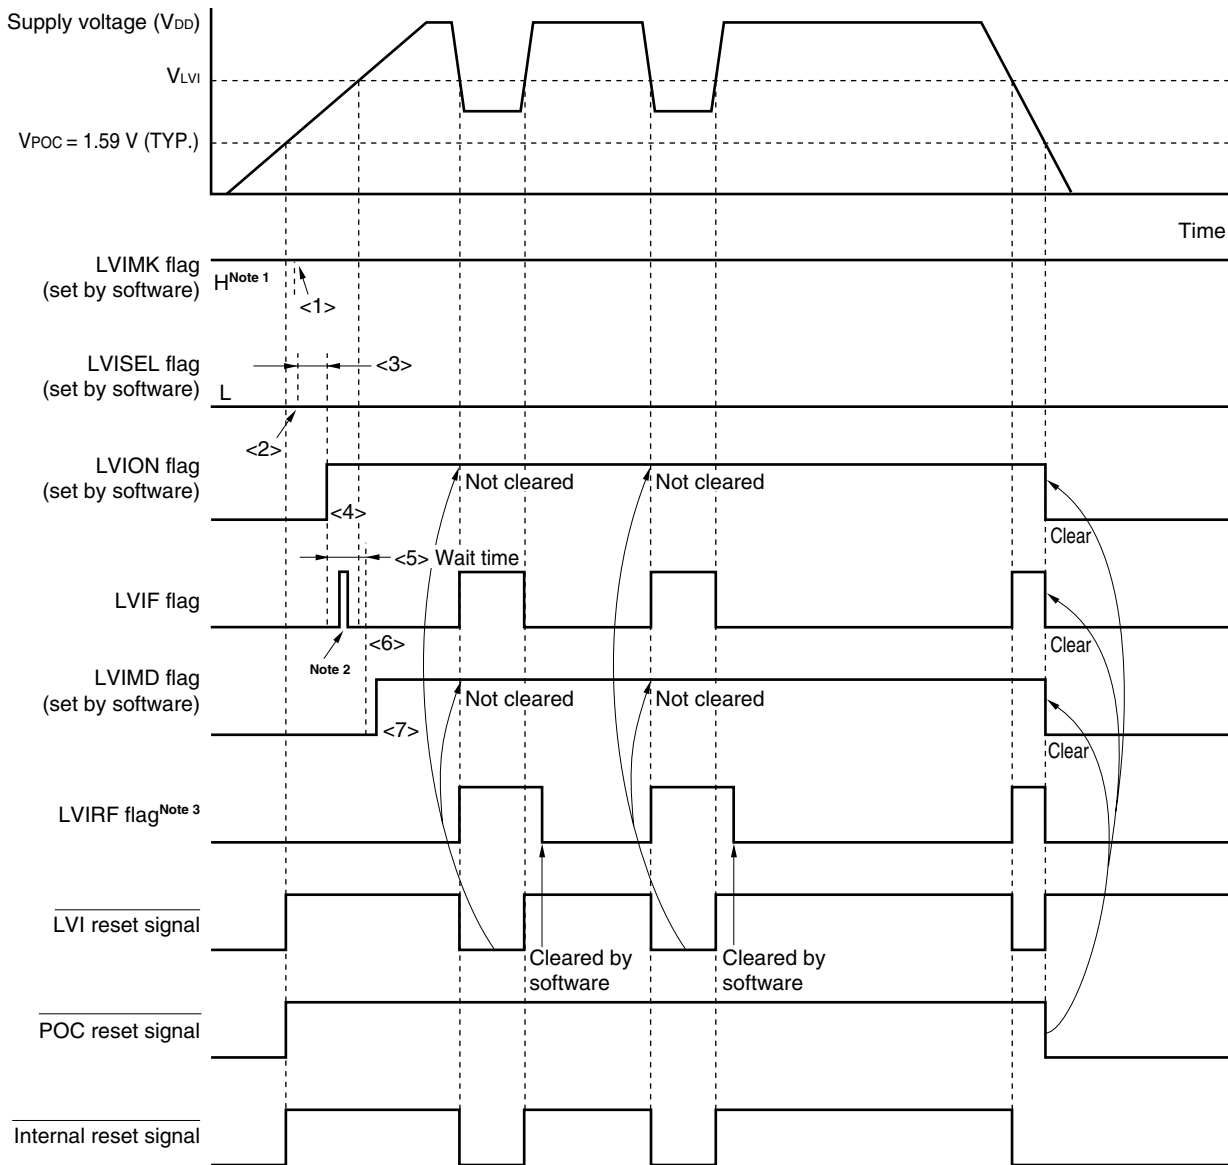 Supply voltage (VDD)
VLVI
VPOC = 1.59 V (TYP.)
Time
LVIMK flag
(set by software)
H Note 1
<1>
LVISEL flag
(set by software)
<3>
L
<2>
LVION flag
(set by software)
Not cleared
Not cleared
<4>
Clear
<5> Wait time
LVIF flag
Note 2
<6>
Clear
LVIMD flag
(set by software)
Not cleared
Not cleared
<7>
Clear
LVIRF flag Note 3
LVI reset signal
Cleared by
software
Cleared by
software
POC reset signal
Internal reset signal